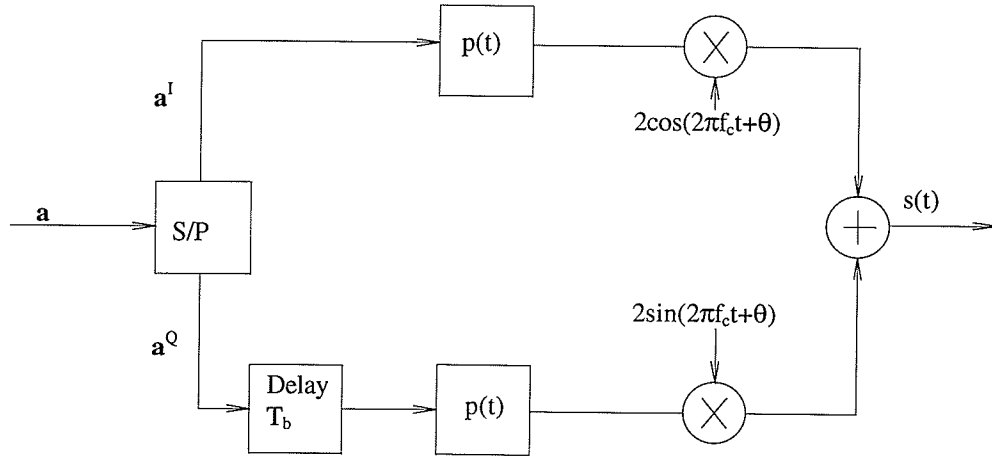 p(t)
a^I
2cos(2πf_ct+θ)
a
S/P
s(t)
2sin(2πf_ct+θ)
a^Q
Delay
T_b
p(t)